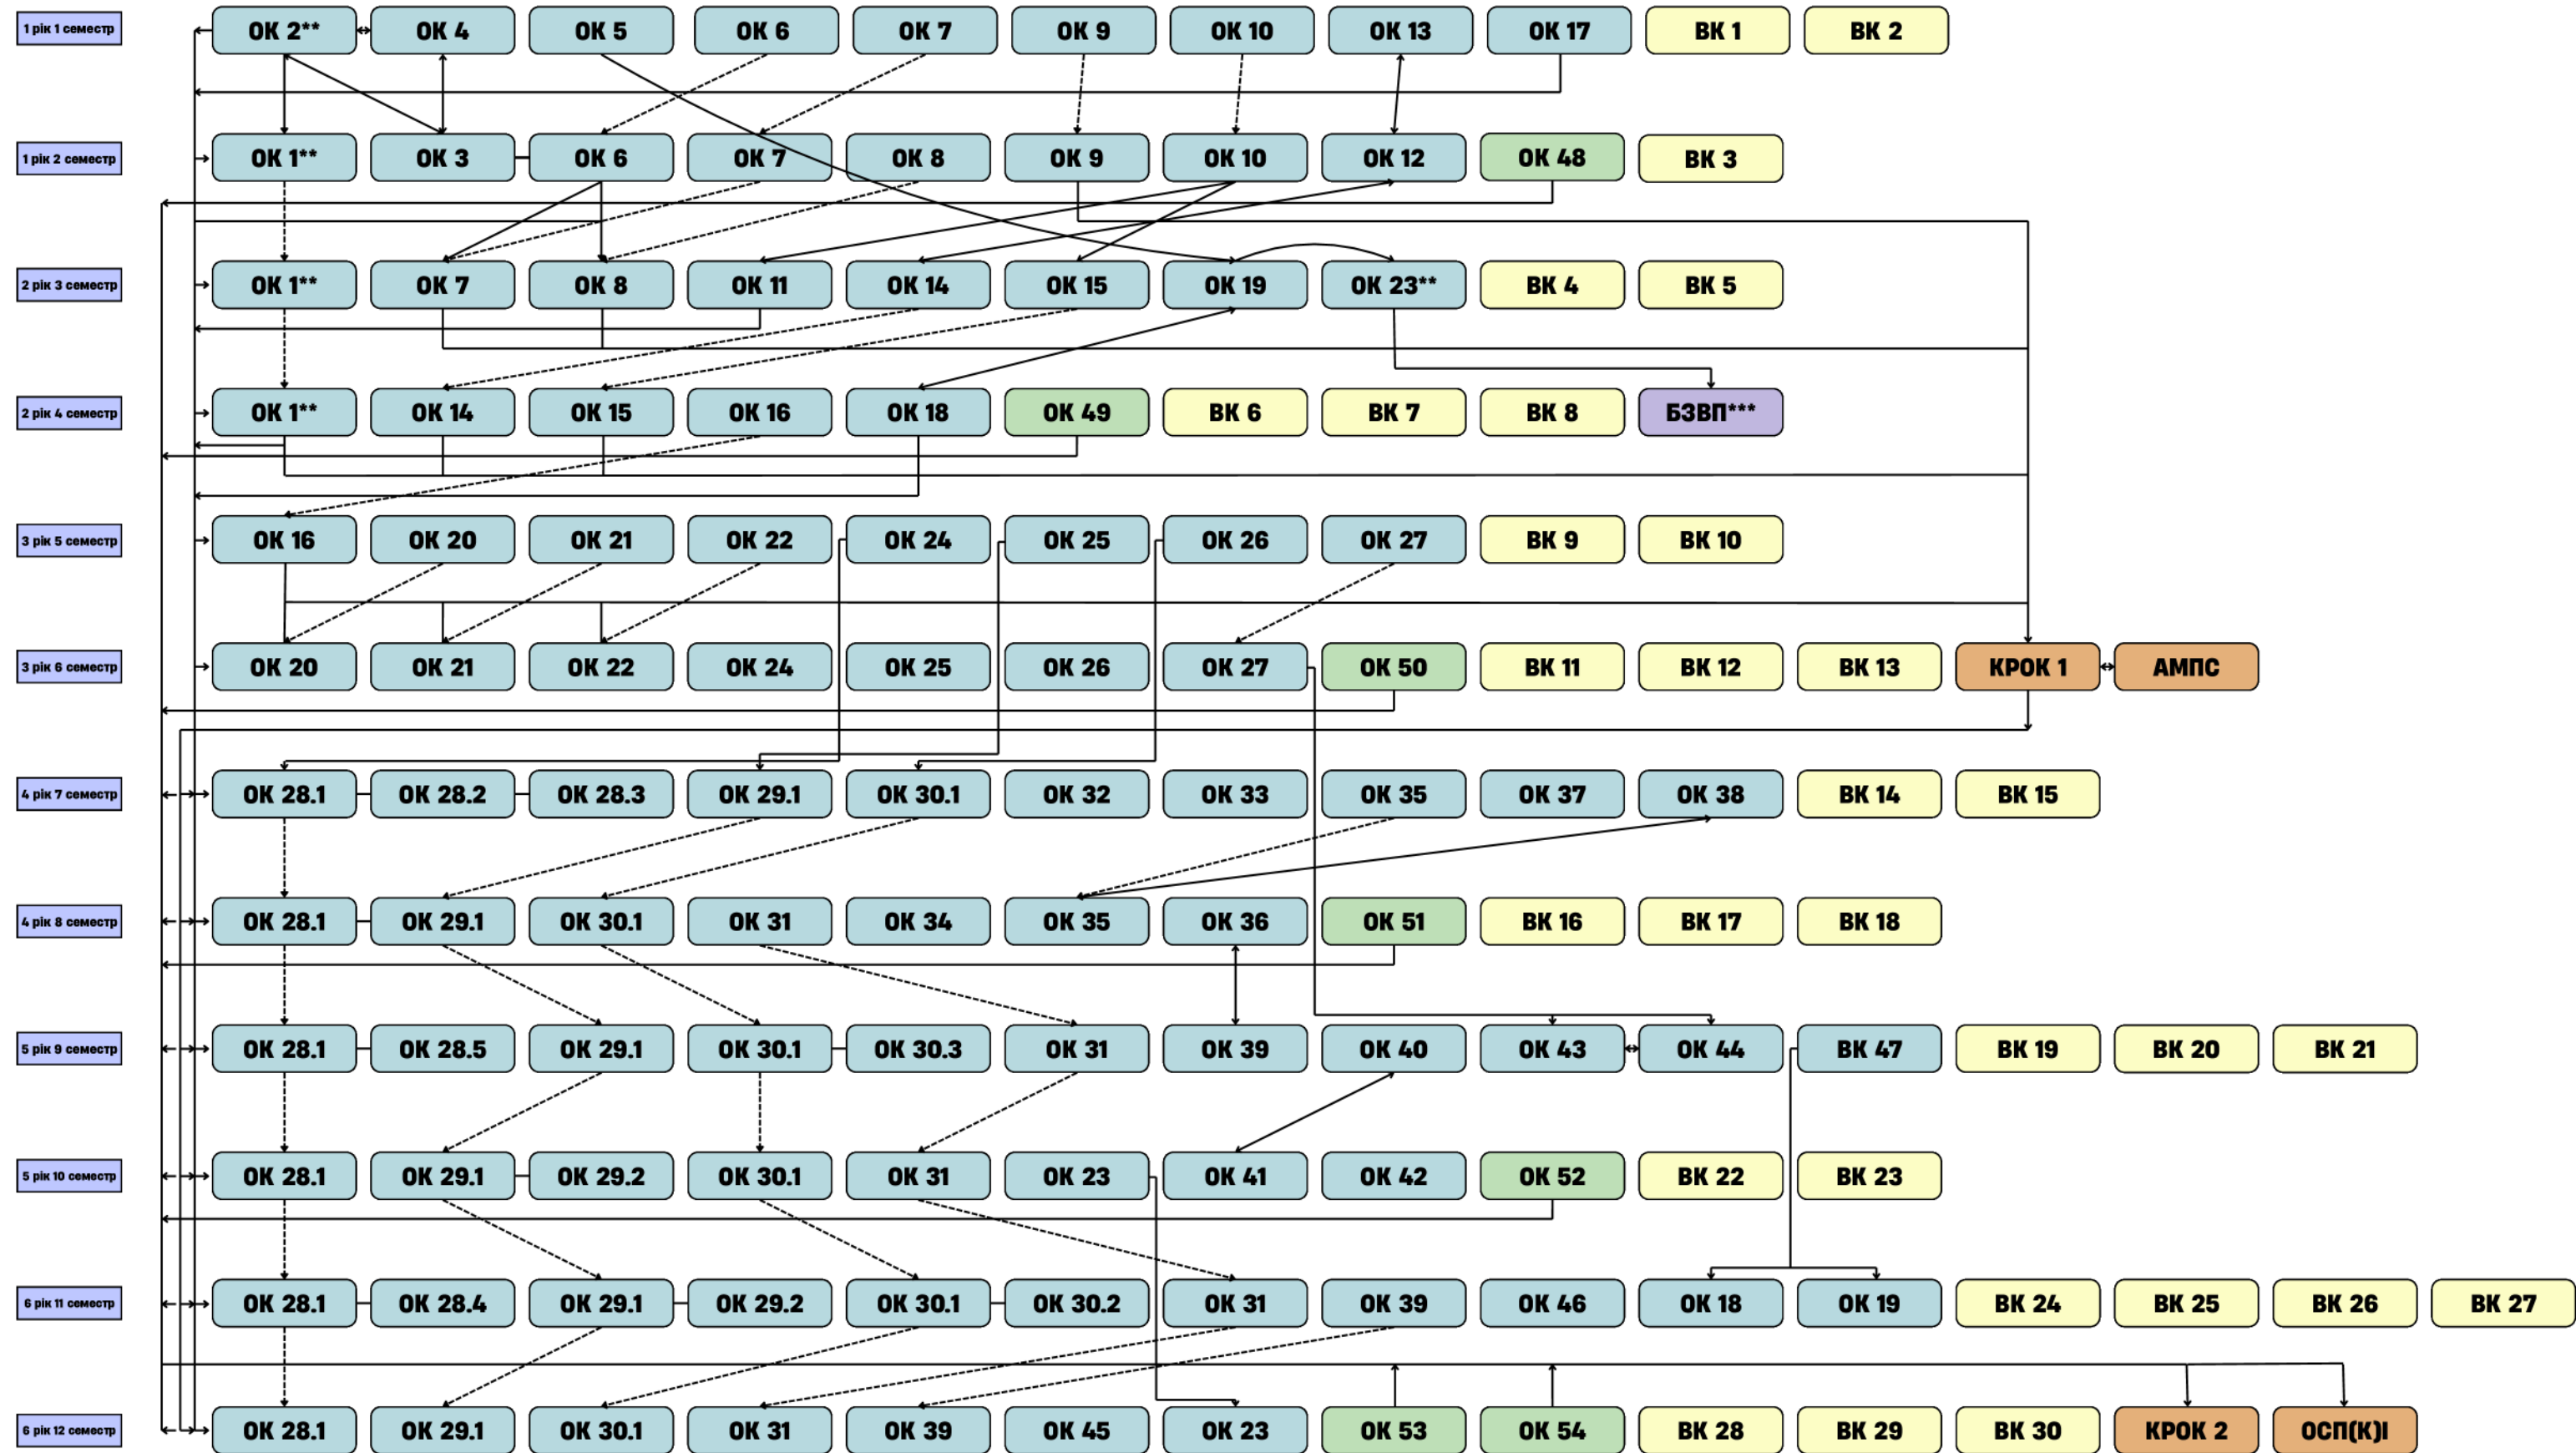 1 рік 1 семестр ОК 2** ОК 4 ОК 5 ОК 6 ОК 7 ОК 9 ОК 10 ОК 13 ОК 17 ВК 1 ВК 2
1 рік 2 семестр ОК 1** ОК 3 ОК 6 ОК 7 ОК 8 ОК 9 ОК 10 ОК 12 ОК 48 ВК 3
2 рік 3 семестр ОК 1** ОК 7 ОК 8 ОК 11 ОК 14 ОК 15 ОК 19 ОК 23** ВК 4 ВК 5
2 рік 4 семестр ОК 1** ОК 14 ОК 15 ОК 16 ОК 18 ОК 49 ВК 6 ВК 7 ВК 8 БЗВП***
3 рік 5 семестр ОК 16 ОК 20 ОК 21 ОК 22 ОК 24 ОК 25 ОК 26 ОК 27 ВК 9 ВК 10
3 рік 6 семестр ОК 20 ОК 21 ОК 22 ОК 24 ОК 25 ОК 26 ОК 27 ОК 50 ВК 11 ВК 12 ВК 13 КРОК 1 АМПС
4 рік 7 семестр ОК 28.1 ОК 28.2 ОК 28.3 ОК 29.1 ОК 30.1 ОК 32 ОК 33 ОК 35 ОК 37 ОК 38 ВК 14 ВК 15
4 рік 8 семестр ОК 28.1 ОК 29.1 ОК 30.1 ОК 31 ОК 34 ОК 35 ОК 36 ОК 51 ВК 16 ВК 17 ВК 18
5 рік 9 семестр ОК 28.1 ОК 28.5 ОК 29.1 ОК 30.1 ОК 30.3 ОК 31 ОК 39 ОК 40 ОК 43 ОК 44 ВК 47 ВК 19 ВК 20 ВК 21
5 рік 10 семестр ОК 28.1 ОК 29.1 ОК 29.2 ОК 30.1 ОК 31 ОК 23 ОК 41 ОК 42 ОК 52 ВК 22 ВК 23
6 рік 11 семестр ОК 28.1 ОК 28.4 ОК 29.1 ОК 29.2 ОК 30.1 ОК 30.2 ОК 31 ОК 39 ОК 46 ОК 18 ОК 19 ВК 24 ВК 25 ВК 26 ВК 27
6 рік 12 семестр ОК 28.1 ОК 29.1 ОК 30.1 ОК 31 ОК 39 ОК 45 ОК 23 ОК 53 ОК 54 ВК 28 ВК 29 ВК 30 КРОК 2 ОСП(К)І